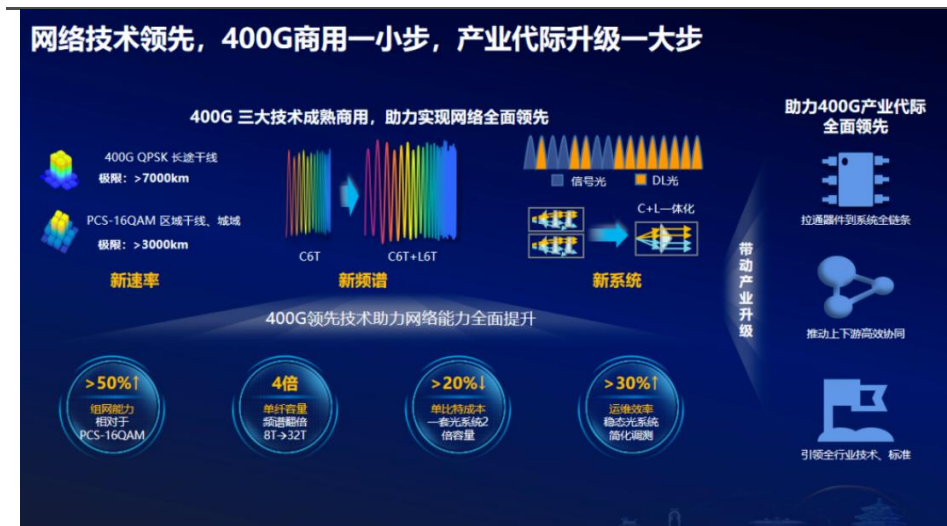 网络技术领先，400G商用一小步，产业代际升级一大步
400G 三大技术成熟商用，助力实现网络全面领先
400G QPSK 长途干线
极限：>7000km
PCS-16QAM 区域干线、城域
极限：>3000km
新速率
C6T
C6T+L6T
新频谱
信号光
DL光
C+L一体化
新系统
400G领先技术助力网络能力全面提升
>50%↑
组网能力
相对于
PCS-16QAM
4倍
单纤容量
频谱翻倍
8T→32T
>20%↓
单比特成本
一套光系统2
倍容量
>30%↑
运维效率
稳态光系统
简化调测
带动产业升级
助力400G产业代际
全面领先
拉通器件到系统全链条
推动上下游高效协同
引领全行业技术、标准